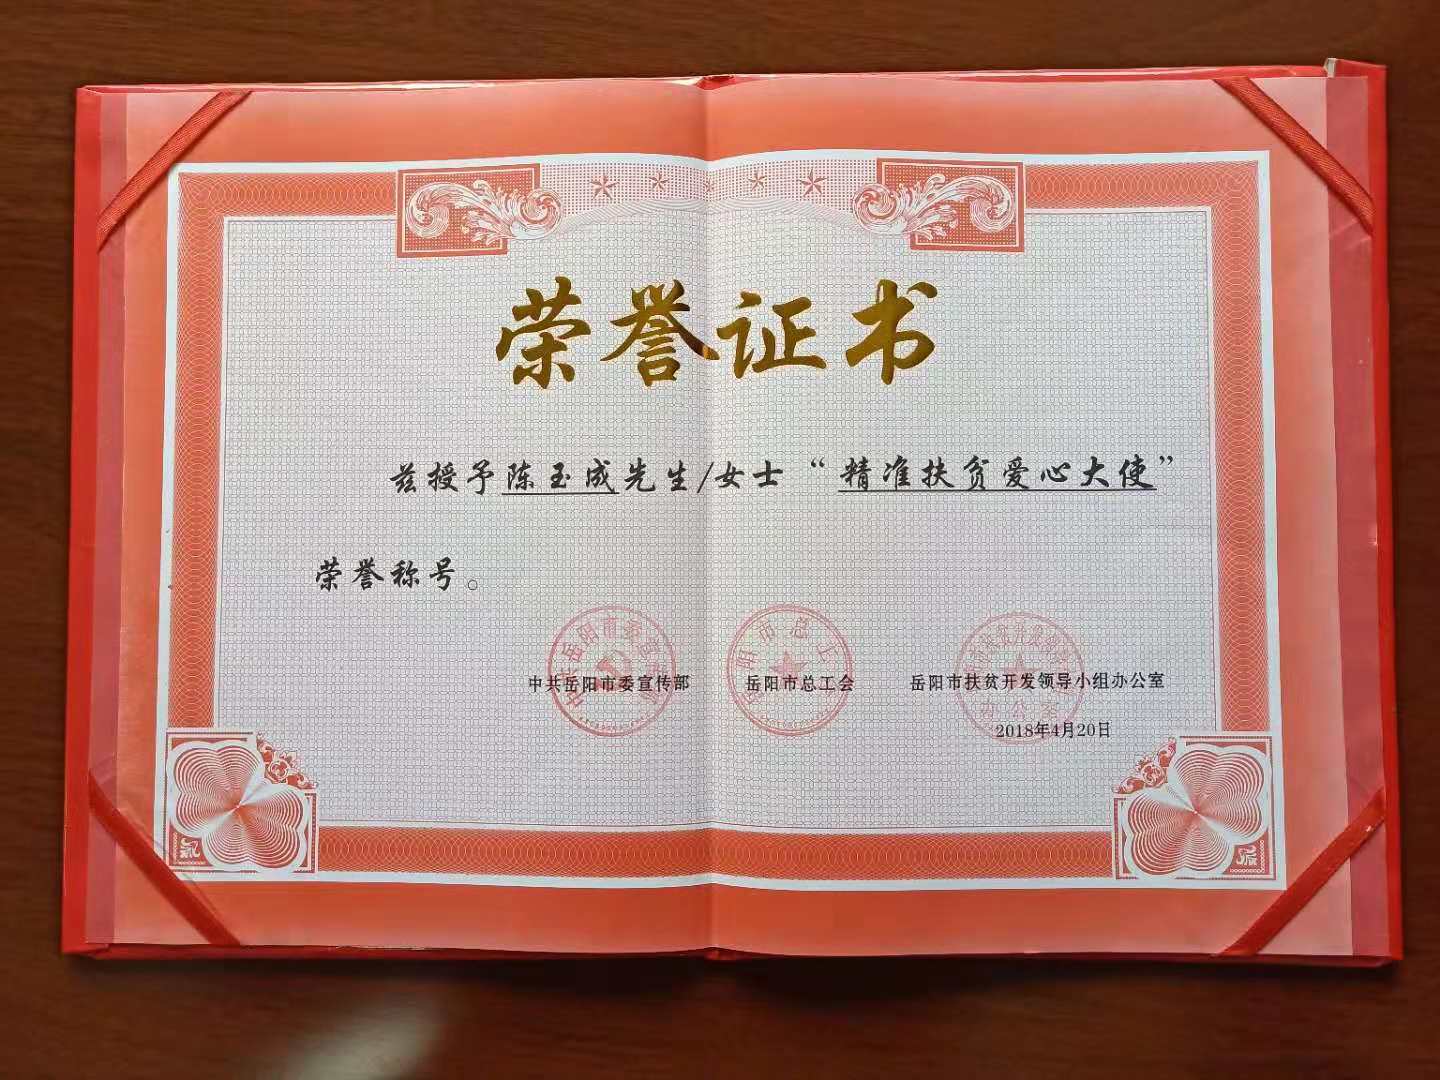 荣誉证书
兹授予陈玉成先生/女士“精准扶贫爱心大使”
荣誉称号。
中共岳阳市委宣传部 岳阳市总工会 岳阳市扶贫开发领导小组办公室
2018年4月20日